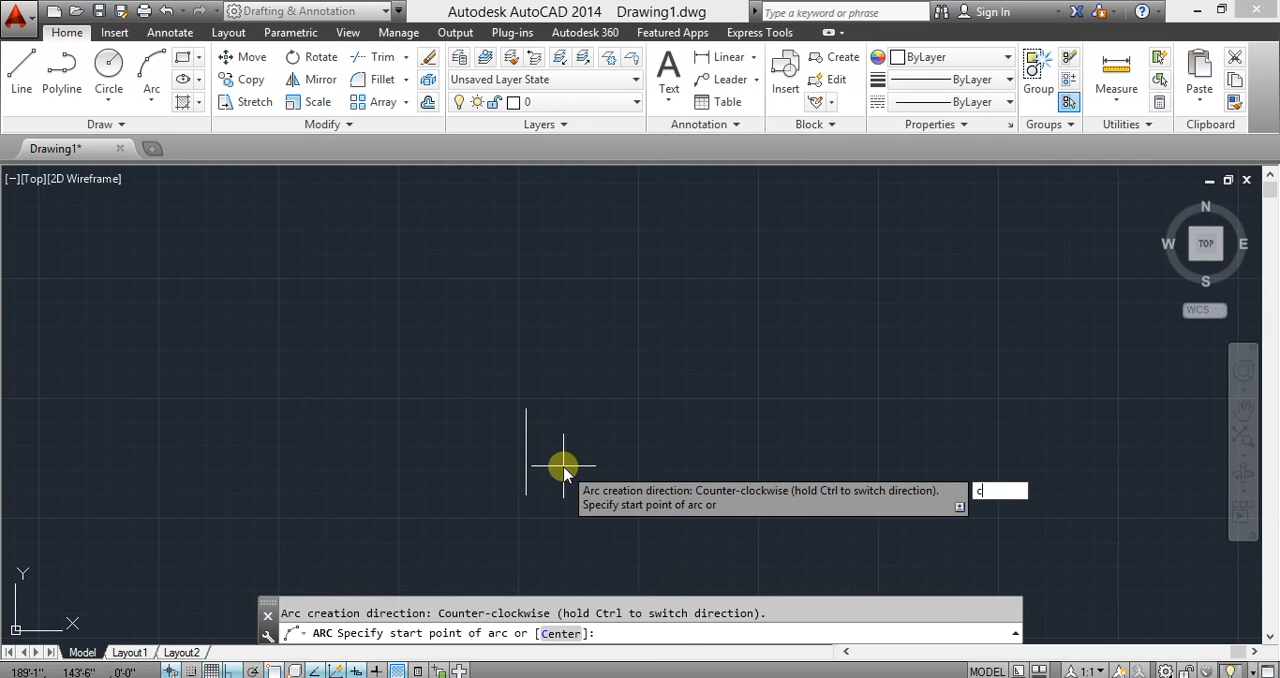 Drafting & Annotation
Autodesk AutoCAD 2014 Drawing1.dwg
Type a keyword or phrase
Sign In
Home Insert Annotate Layout Parametric View Manage Output Plug-ins Autodesk 360 Featured Apps Express Tools
Move Rotate Trim
Unsaved Layer State
Linear
Create
ByLayer
Line Polyline Circle Arc
Copy Mirror Fillet
Text
Leader
Insert
Edit
ByLayer
Group
Measure
Paste
Stretch Scale Array
0
Table
ByLayer
Draw Modify Layers Annotation Block Properties Groups Utilities Clipboard
Drawing1*
[−][Top][2D Wireframe]
N
W TOP E
S
WCS
Arc creation direction: Counter-clockwise (hold Ctrl to switch direction).
Specify start point of arc or
c
Y
X
Arc creation direction: Counter-clockwise (hold Ctrl to switch direction).
ARC Specify start point of arc or [Center]:
Model Layout1 Layout2
189'-1", 143'-6" , 0'-0"
MODEL
1:1